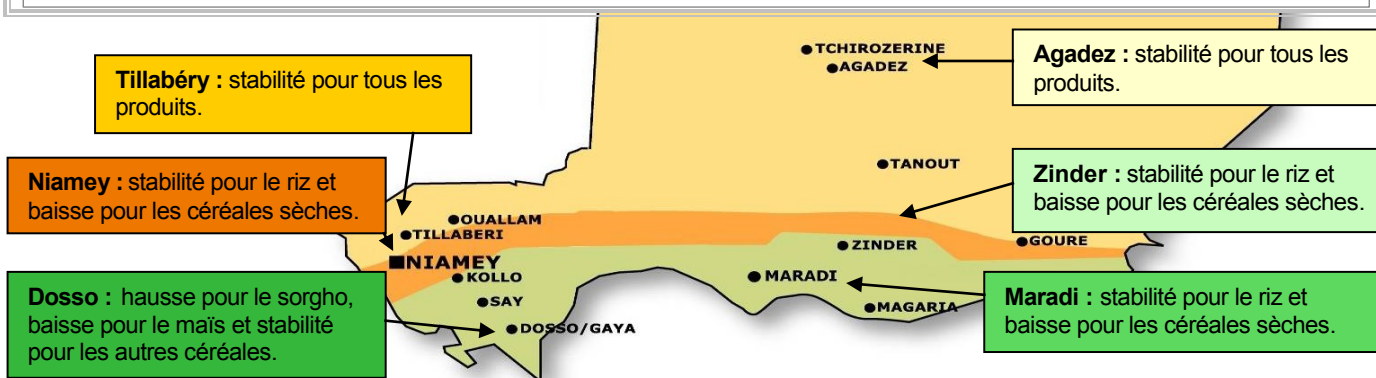 TCHIROZERINE
AGADEZ
Agadez : stabilité pour tous les
produits.
Tillabéry : stabilité pour tous les
produits.
TANOUT
Niamey : stabilité pour le riz et
baisse pour les céréales sèches.
Zinder : stabilité pour le riz et
baisse pour les céréales sèches.
OUALLAM
TILLABERI
ZINDER
GOURE
NIAMEY
KOLLO
MARADI
Dosso : hausse pour le sorgho,
baisse pour le maïs et stabilité
pour les autres céréales.
SAY
MAGARIA
DOSSO/GAYA
Maradi : stabilité pour le riz et
baisse pour les céréales sèches.